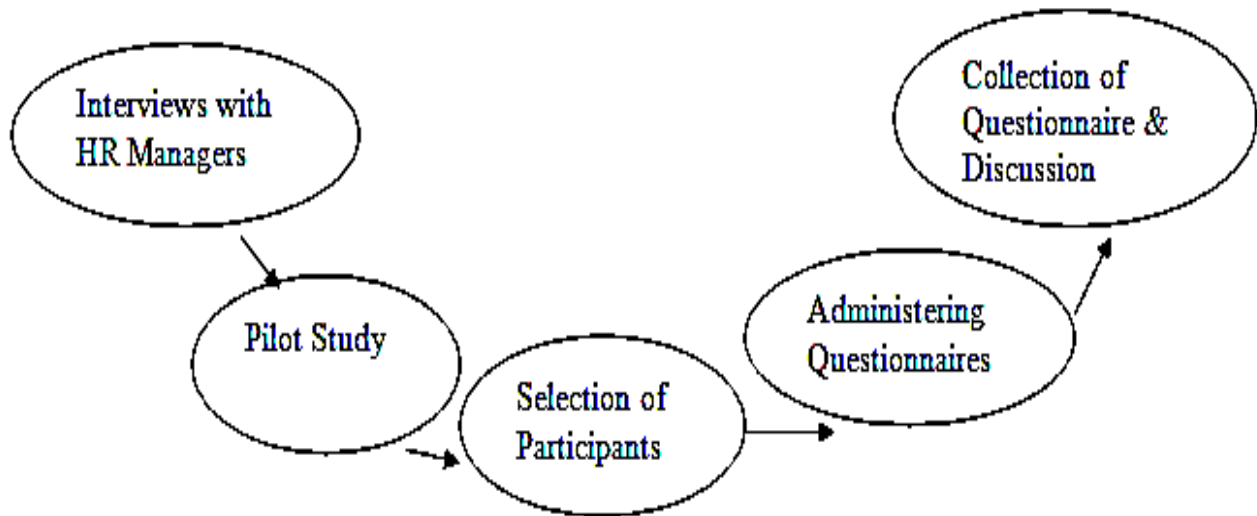 Interviews with
HR Managers
Pilot Study
Selection of
Participants
Administering
Questionnaires
Collection of
Questionnaire &
Discussion